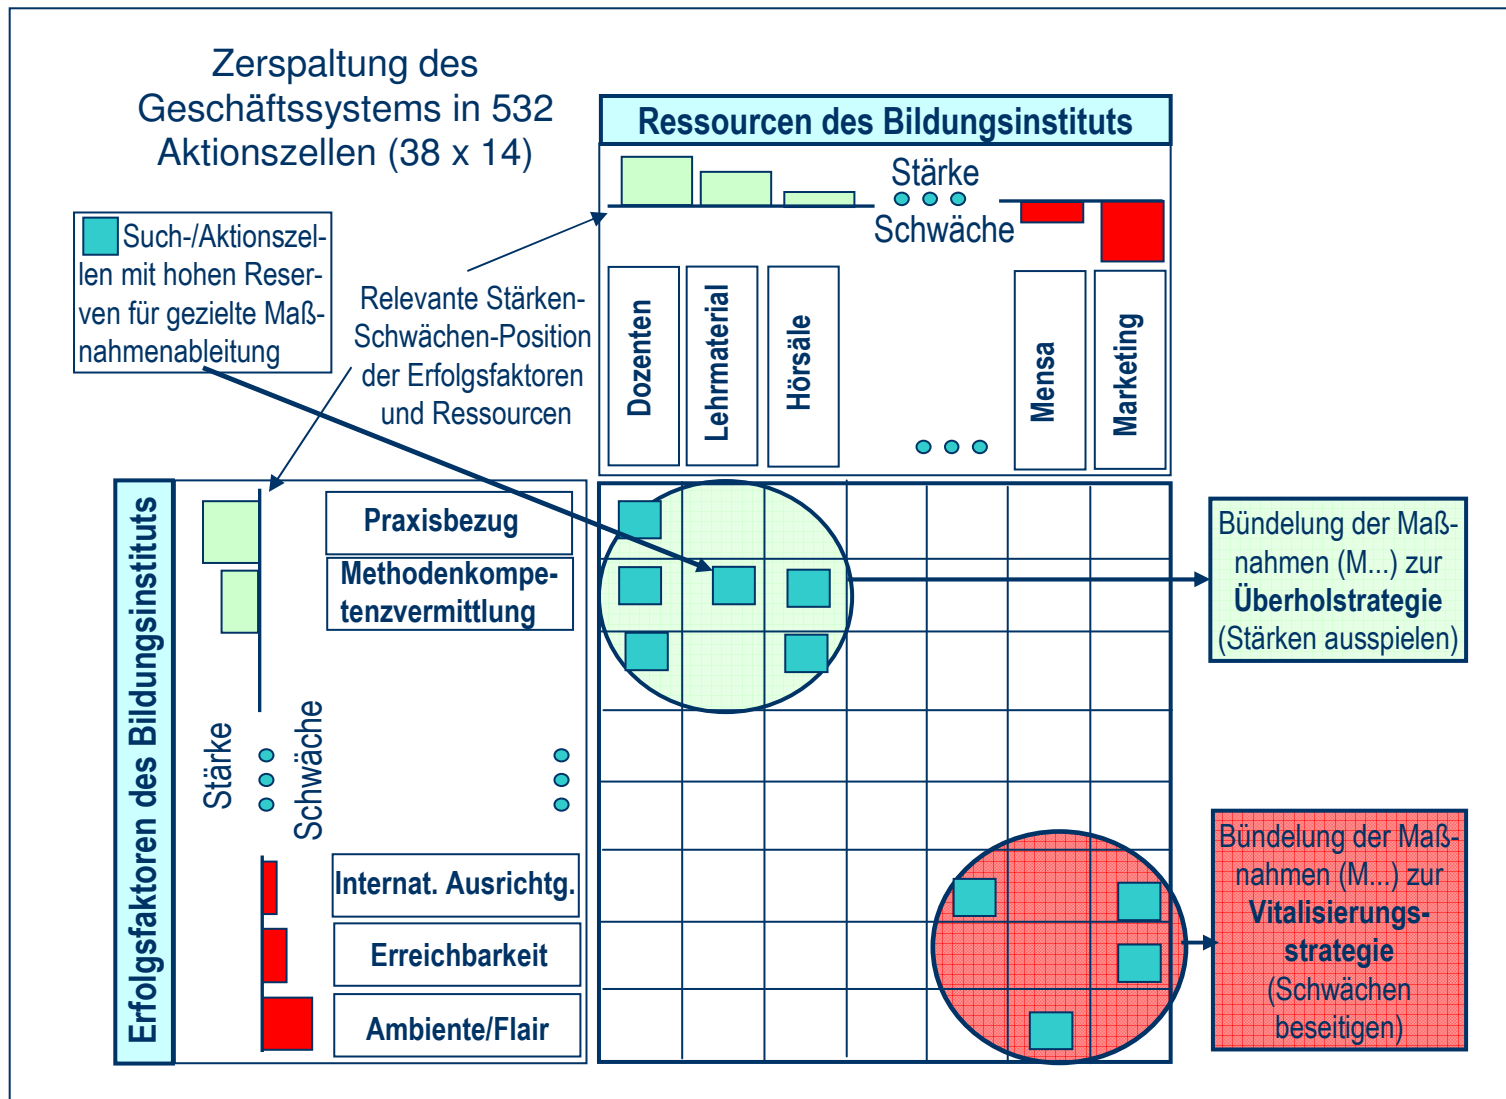 Zerspaltung des
Geschäftssystems in 532
Aktionszellen (38 x 14)
Ressourcen des Bildungsinstituts
Stärke
Schwäche
Such-/Aktionszel-
len mit hohen Reser-
ven für gezielte Maß-
nahmenableitung
Relevante Stärken-
Schwächen-Position
der Erfolgsfaktoren
und Ressourcen
Dozenten
Lehrmaterial
Hörsäle
Mensa
Marketing
Erfolgsfaktoren des Bildungsinstituts
Praxisbezug
Methodenkompe-
tenzvermittlung
Stärke
Schwäche
Internat. Ausrichtg.
Erreichbarkeit
Ambiente/Flair
Bündelung der Maß-
nahmen (M...) zur
Überholstrategie
(Stärken ausspielen)
Bündelung der Maß-
nahmen (M...) zur
Vitalisierungs-
strategie
(Schwächen
beseitigen)